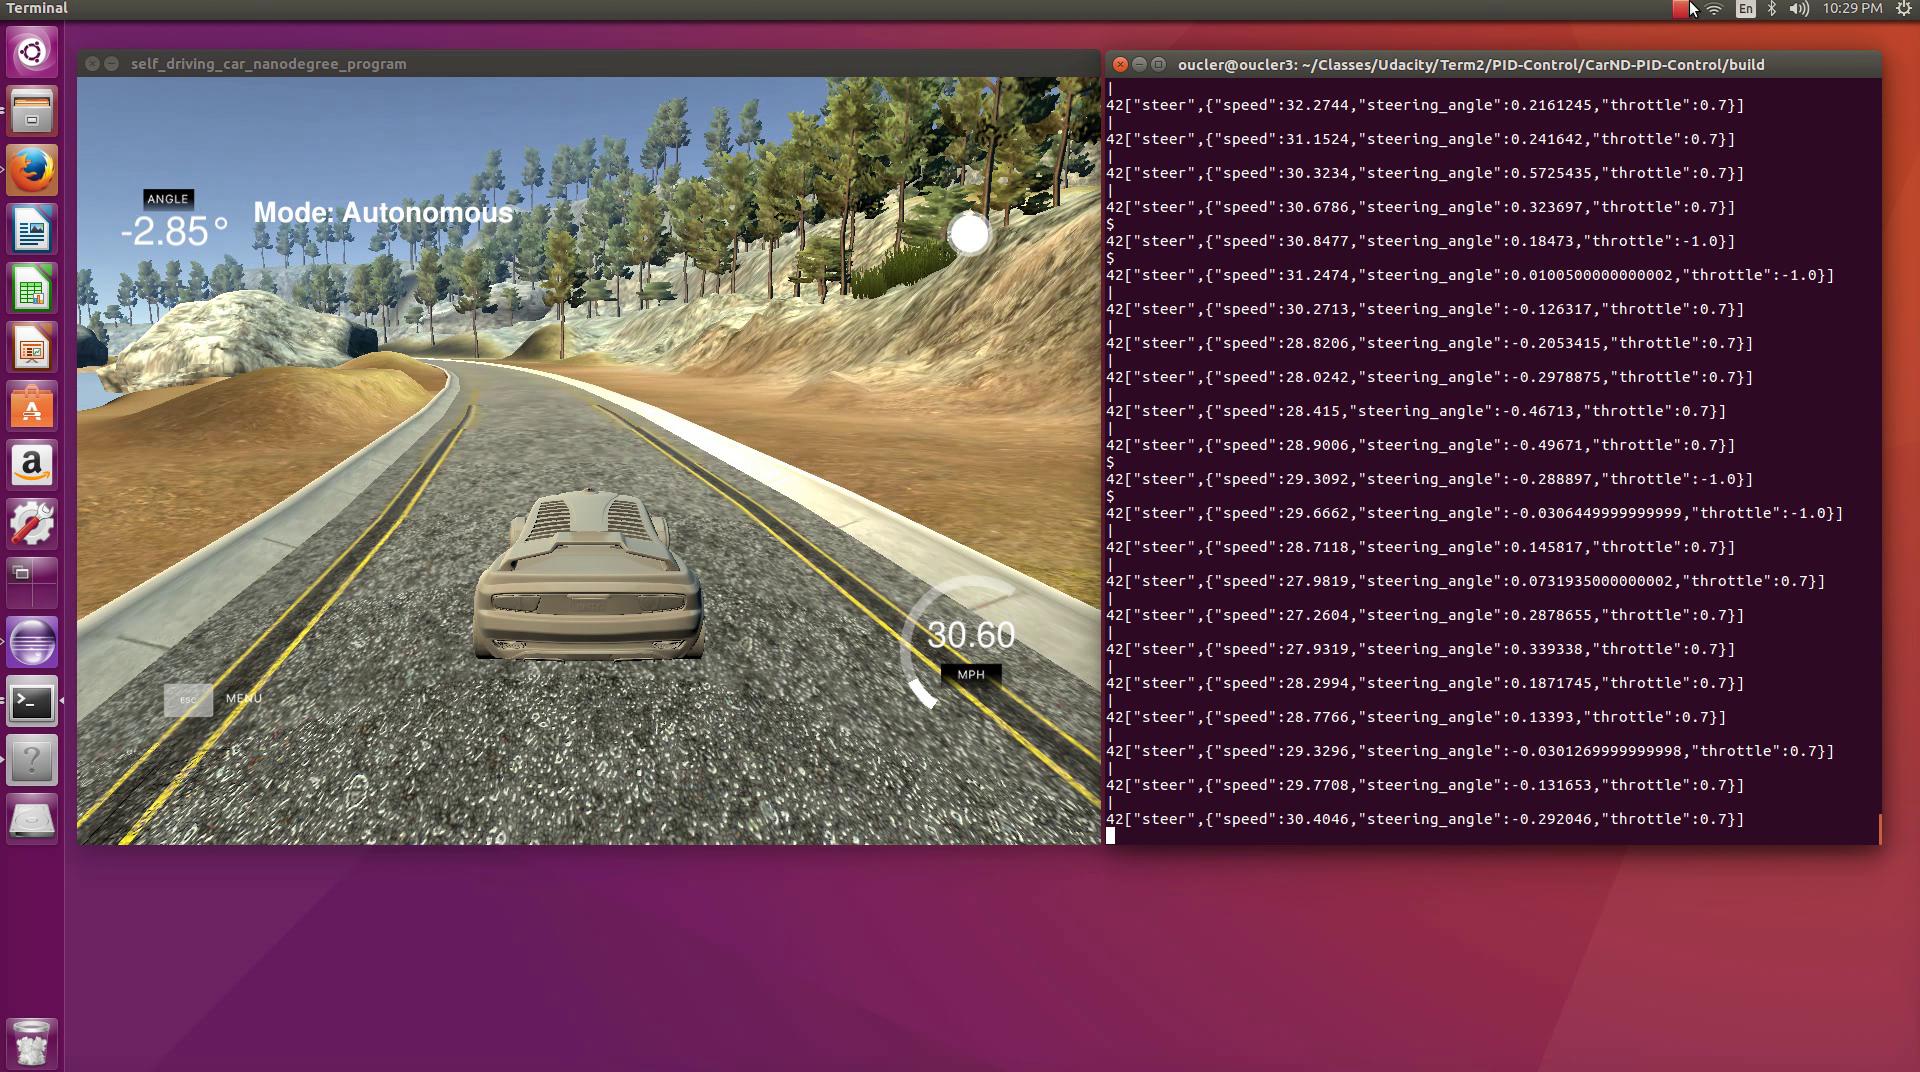 Terminal
En
10:29 PM
self_driving_car_nanodegree_program
ANGLE
-2.85°
Mode: Autonomous
30.60
MPH
ESC
MENU
oucler@oucler3: ~/Classes/Udacity/Term2/PID-Control/CarND-PID-Control/build
|
42["steer",{"speed":32.2744,"steering_angle":0.2161245,"throttle":0.7}]
|
42["steer",{"speed":31.1524,"steering_angle":0.241642,"throttle":0.7}]
|
42["steer",{"speed":30.3234,"steering_angle":0.5725435,"throttle":0.7}]
|
42["steer",{"speed":30.6786,"steering_angle":0.323697,"throttle":0.7}]
$
42["steer",{"speed":30.8477,"steering_angle":0.18473,"throttle":-1.0}]
$
42["steer",{"speed":31.2474,"steering_angle":0.0100500000000002,"throttle":-1.0}]
|
42["steer",{"speed":30.2713,"steering_angle":-0.126317,"throttle":0.7}]
|
42["steer",{"speed":28.8206,"steering_angle":-0.2053415,"throttle":0.7}]
|
42["steer",{"speed":28.0242,"steering_angle":-0.2978875,"throttle":0.7}]
|
42["steer",{"speed":28.415,"steering_angle":-0.46713,"throttle":0.7}]
|
42["steer",{"speed":28.9006,"steering_angle":-0.49671,"throttle":0.7}]
$
42["steer",{"speed":29.3092,"steering_angle":-0.288897,"throttle":-1.0}]
$
42["steer",{"speed":29.6662,"steering_angle":-0.0306449999999999,"throttle":-1.0}]
|
42["steer",{"speed":28.7118,"steering_angle":0.145817,"throttle":0.7}]
|
42["steer",{"speed":27.9819,"steering_angle":0.0731935000000002,"throttle":0.7}]
|
42["steer",{"speed":27.2604,"steering_angle":0.2878655,"throttle":0.7}]
|
42["steer",{"speed":27.9319,"steering_angle":0.339338,"throttle":0.7}]
|
42["steer",{"speed":28.2994,"steering_angle":0.1871745,"throttle":0.7}]
|
42["steer",{"speed":28.7766,"steering_angle":0.13393,"throttle":0.7}]
|
42["steer",{"speed":29.3296,"steering_angle":-0.0301269999999998,"throttle":0.7}]
|
42["steer",{"speed":29.7708,"steering_angle":-0.131653,"throttle":0.7}]
|
42["steer",{"speed":30.4046,"steering_angle":-0.292046,"throttle":0.7}]